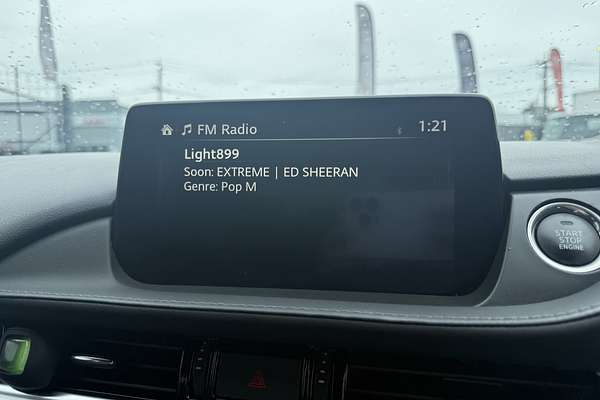 FM Radio
1:21
Light899
Soon: EXTREME | ED SHEERAN
Genre: Pop M
START
STOP
ENGINE